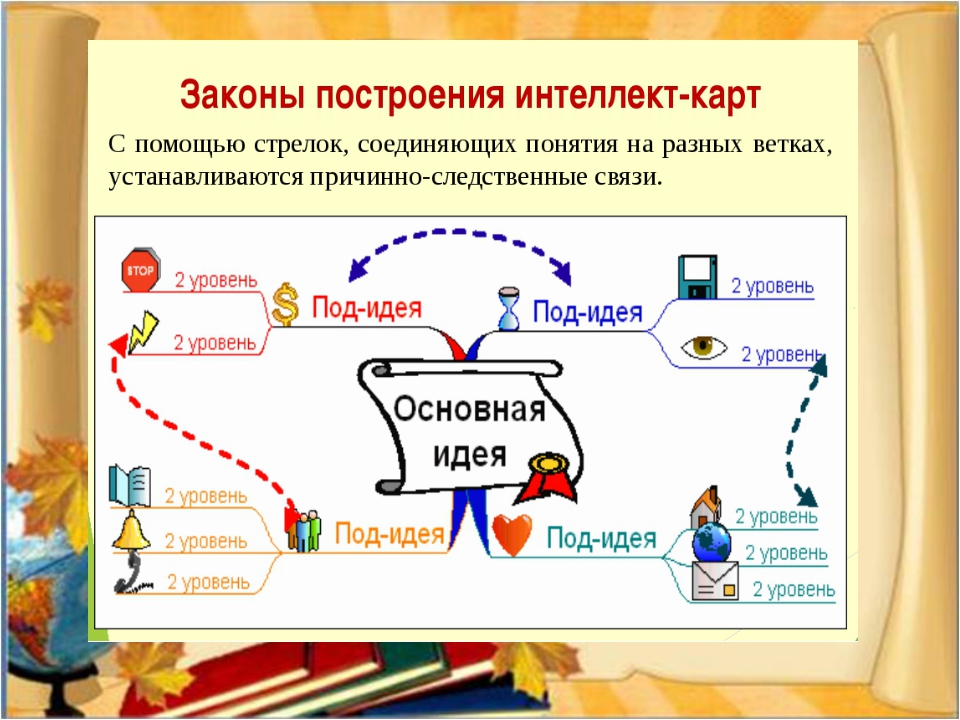 Законы построения интеллект-карт
С помощью стрелок, соединяющих понятия на разных ветках,
устанавливаются причинно-следственные связи.
STOP
2 уровень
2 уровень
Под-идея
Под-идея
2 уровень
2 уровень
Основная
идея
2 уровень
2 уровень
2 уровень
Под-идея
Под-идея
2 уровень
2 уровень
2 уровень